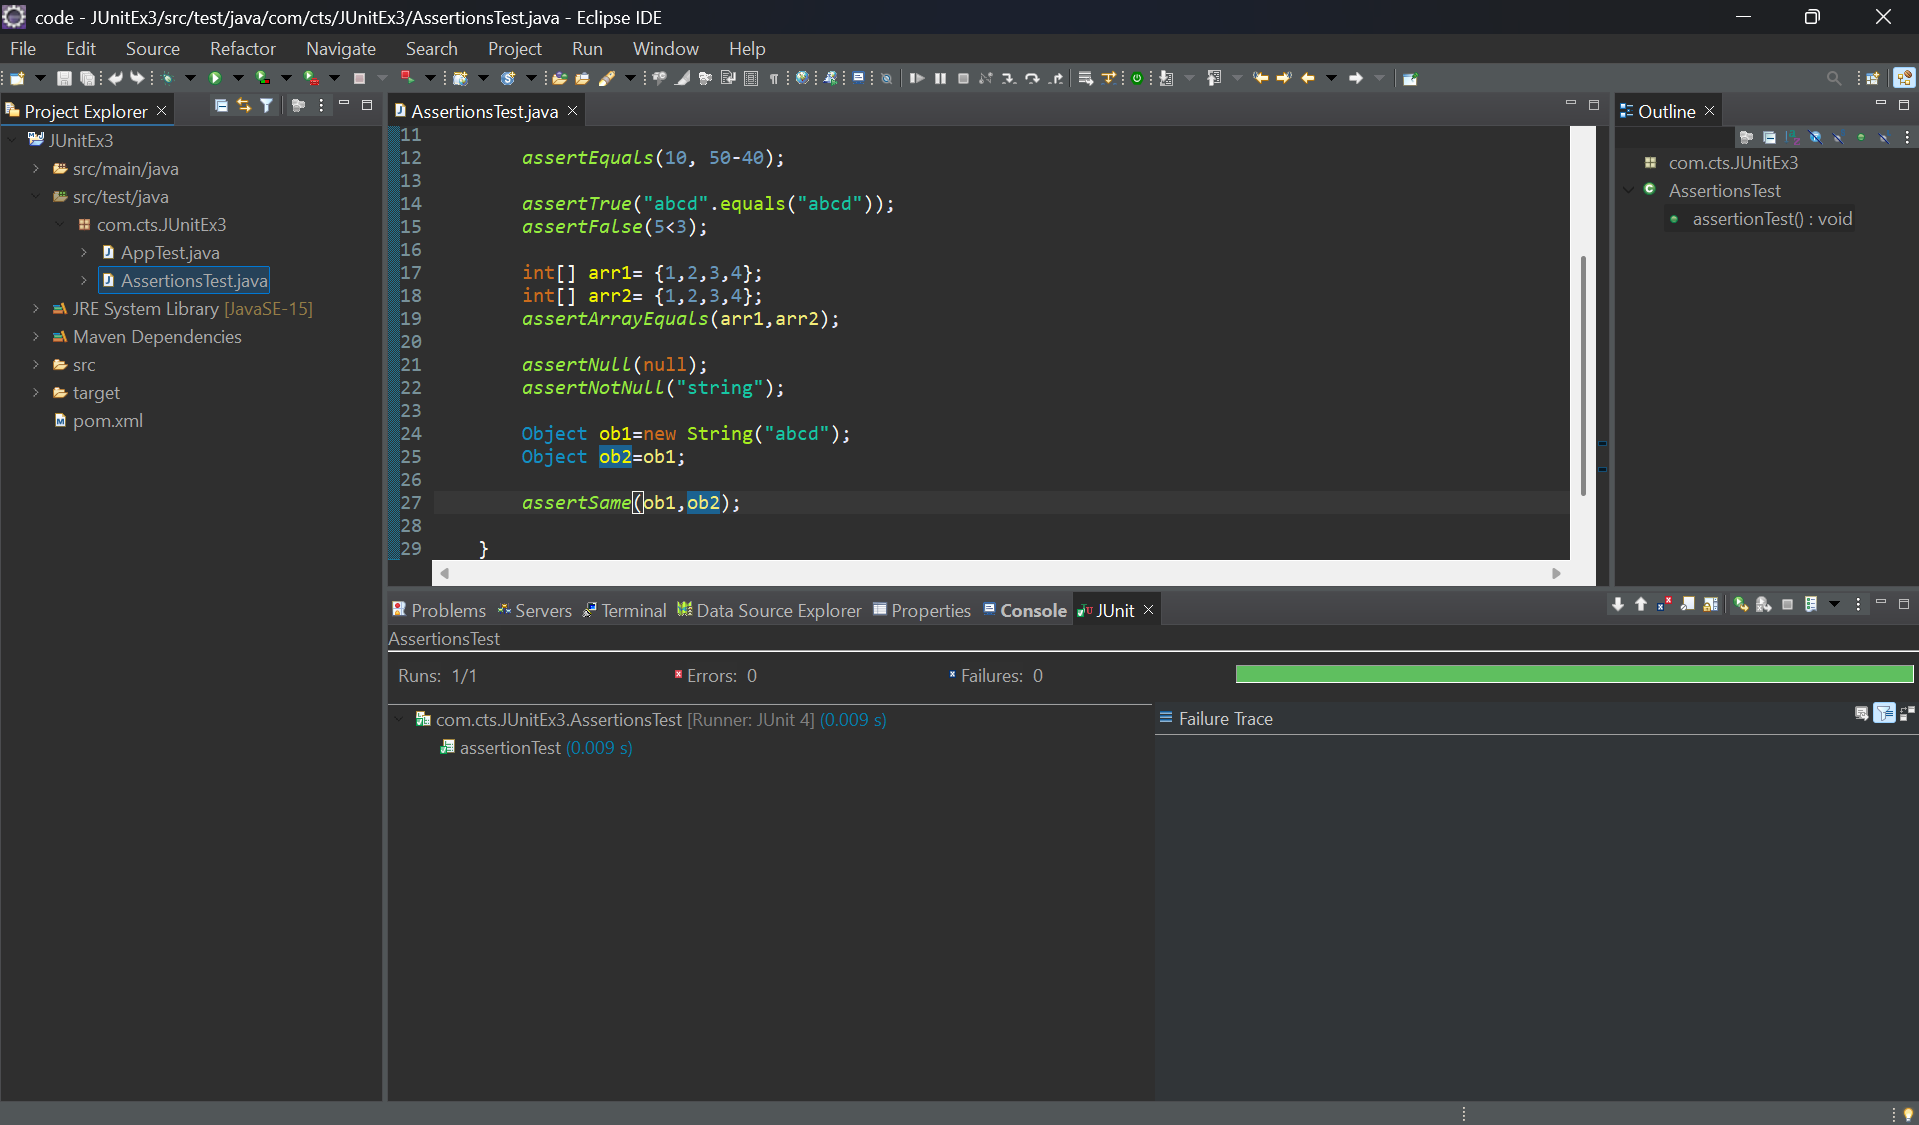 code - JUnitEx3/src/test/java/com/cts/JUnitEx3/AssertionsTest.java - Eclipse IDE
File Edit Source Refactor Navigate Search Project Run Window Help
Project Explorer
JUnitEx3
src/main/java
src/test/java
com.cts.JUnitEx3
AppTest.java
AssertionsTest.java
JRE System Library [JavaSE-15]
Maven Dependencies
src
target
pom.xml
AssertionsTest.java
11
12 assertEquals(10, 50-40);
13
14 assertTrue("abcd".equals("abcd"));
15 assertFalse(5<3);
16
17 int[] arr1= {1,2,3,4};
18 int[] arr2= {1,2,3,4};
19 assertArrayEquals(arr1,arr2);
20
21 assertNull(null);
22 assertNotNull("string");
23
24 Object ob1=new String("abcd");
25 Object ob2=ob1;
26
27 assertSame(ob1,ob2);
28
29 }
Outline
com.cts.JUnitEx3
AssertionsTest
assertionTest() : void
Problems Servers Terminal Data Source Explorer Properties Console JUnit
AssertionsTest
Runs: 1/1 Errors: 0 Failures: 0
com.cts.JUnitEx3.AssertionsTest [Runner: JUnit 4] (0.009 s)
assertionTest (0.009 s)
Failure Trace